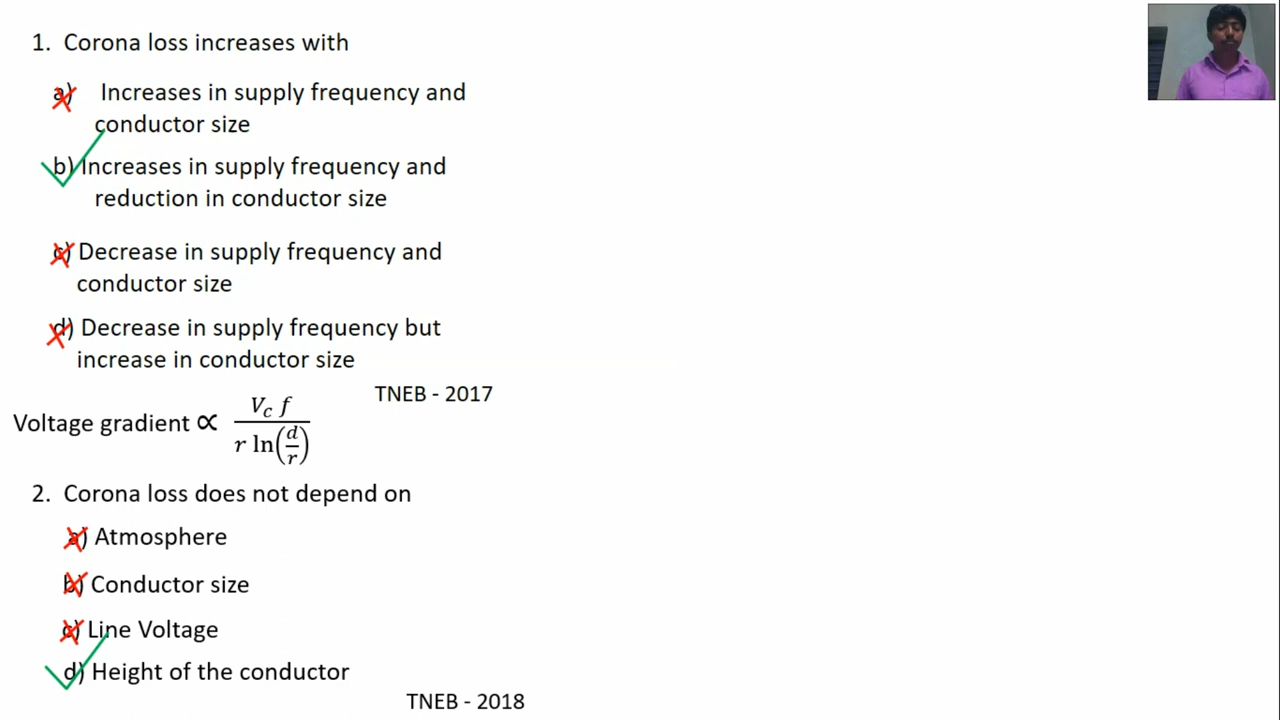 1. Corona loss increases with
a) Increases in supply frequency and
conductor size
b) Increases in supply frequency and
reduction in conductor size
c) Decrease in supply frequency and
conductor size
d) Decrease in supply frequency but
increase in conductor size
TNEB - 2017
Voltage gradient ∝ V_c f / r ln(d/r)
2. Corona loss does not depend on
a) Atmosphere
b) Conductor size
c) Line Voltage
d) Height of the conductor
TNEB - 2018